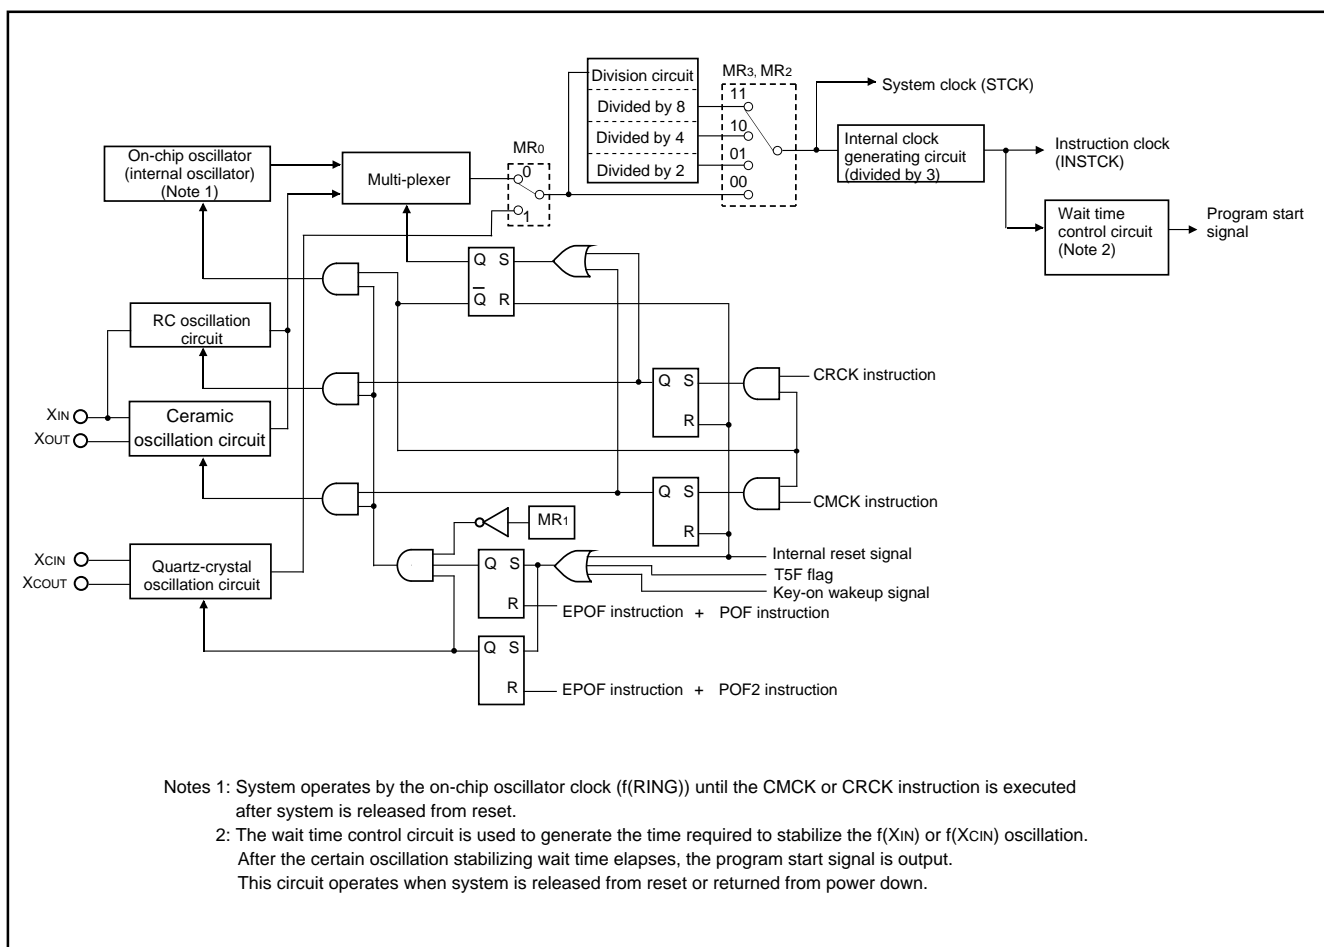 Division circuit
MR3, MR2
System clock (STCK)
11
Divided by 8
10
Divided by 4
01
Divided by 2
00
Internal clock
generating circuit
(divided by 3)
Instruction clock
(INSTCK)
On-chip oscillator
(internal oscillator)
(Note 1)
Multi-plexer
MR0
0
1
Wait time
control circuit
(Note 2)
Program start
signal
Q S
Q R
RC oscillation
circuit
Q S
R
CRCK instruction
XIN
XOUT
Ceramic
oscillation circuit
Q S
R
CMCK instruction
MR1
XCIN
XCOUT
Quartz-crystal
oscillation circuit
Q S
R
Internal reset signal
T5F flag
Key-on wakeup signal
EPOF instruction + POF instruction
Q S
R
EPOF instruction + POF2 instruction
Notes 1: System operates by the on-chip oscillator clock (f(RING)) until the CMCK or CRCK instruction is executed
after system is released from reset.
2: The wait time control circuit is used to generate the time required to stabilize the f(XIN) or f(XCIN) oscillation.
After the certain oscillation stabilizing wait time elapses, the program start signal is output.
This circuit operates when system is released from reset or returned from power down.